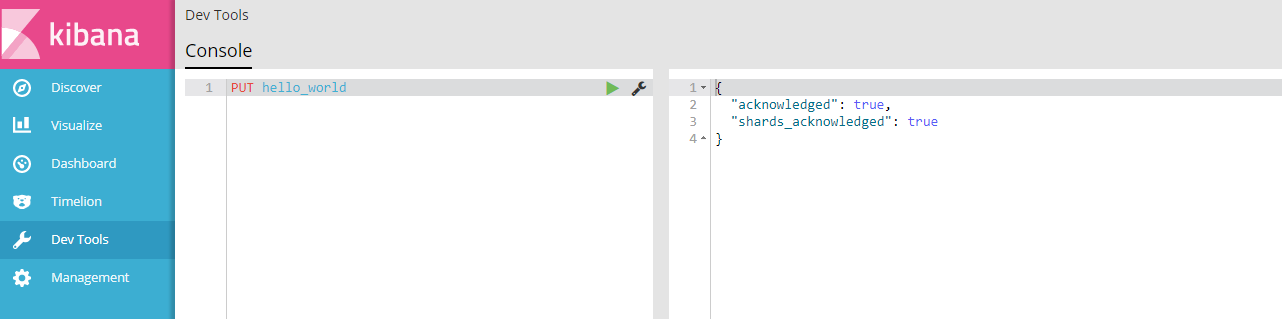 kibana
Discover
Visualize
Dashboard
Timelion
Dev Tools
Management
Dev Tools
Console
1 PUT hello_world
1 {
2 "acknowledged": true,
3 "shards_acknowledged": true
4 }